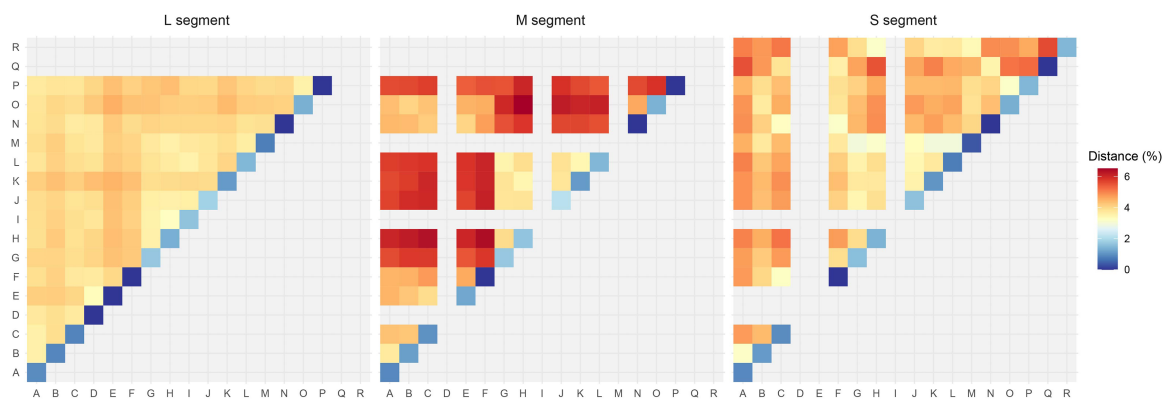 L segment
M segment
S segment
R
Q
P
O
N
M
L
K
J
I
H
G
F
E
D
C
B
A
A B C D E F G H I J K L M N O P Q R
A B C D E F G H I J K L M N O P Q R
A B C D E F G H I J K L M N O P Q R
Distance (%)
6
4
2
0